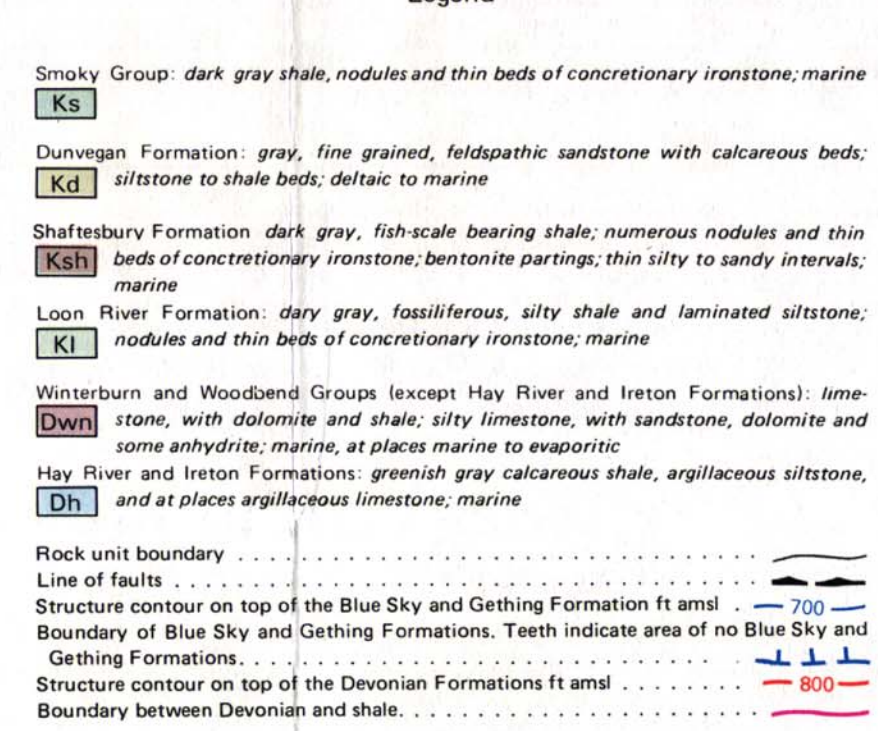 Smoky Group: dark gray shale, nodules and thin beds of concretionary ironstone; marine
Ks
Dunvegan Formation: gray, fine grained, feldspathic sandstone with calcareous beds;
Kd siltstone to shale beds; deltaic to marine
Shaftesbury Formation dark gray, fish-scale bearing shale; numerous nodules and thin
Ksh beds of conctretionary ironstone; bentonite partings; thin silty to sandy intervals;
marine
Loon River Formation: dary gray, fossiliferous, silty shale and laminated siltstone;
Kl nodules and thin beds of concretionary ironstone; marine
Winterburn and Woodbend Groups (except Hay River and Ireton Formations): lime-
Dwn stone, with dolomite and shale; silty limestone, with sandstone, dolomite and
some anhydrite; marine, at places marine to evaporitic
Hay River and Ireton Formations: greenish gray calcareous shale, argillaceous siltstone,
Dh and at places argillaceous limestone; marine
Rock unit boundary . . . . . . . . . . . . . . . . . . . . . . . . . . . . . . . . .
Line of faults . . . . . . . . . . . . . . . . . . . . . . . . . . . . . . . . . . . .
Structure contour on top of the Blue Sky and Gething Formation ft amsl . 700
Boundary of Blue Sky and Gething Formations. Teeth indicate area of no Blue Sky and
Gething Formations. . . . . . . . . . . . . . . . . . . . . . . . . . . . . .
Structure contour on top of the Devonian Formations ft amsl . . . . . . . . 800
Boundary between Devonian and shale. . . . . . . . . . . . . . . . . . . . . .